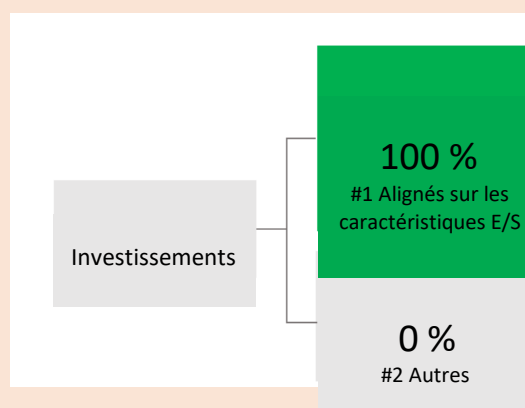 100 %
#1 Alignés sur les
caractéristiques E/S
Investissements
0 %
#2 Autres